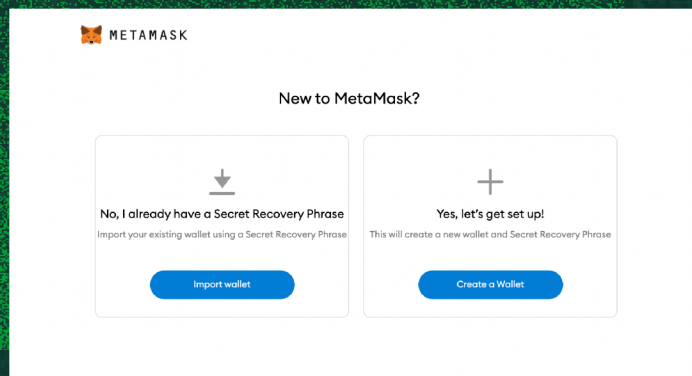 METAMASK
New to MetaMask?
No, I already have a Secret Recovery Phrase
Import your existing wallet using a Secret Recovery Phrase
Import wallet
Yes, let’s get set up!
This will create a new wallet and Secret Recovery Phrase
Create a Wallet